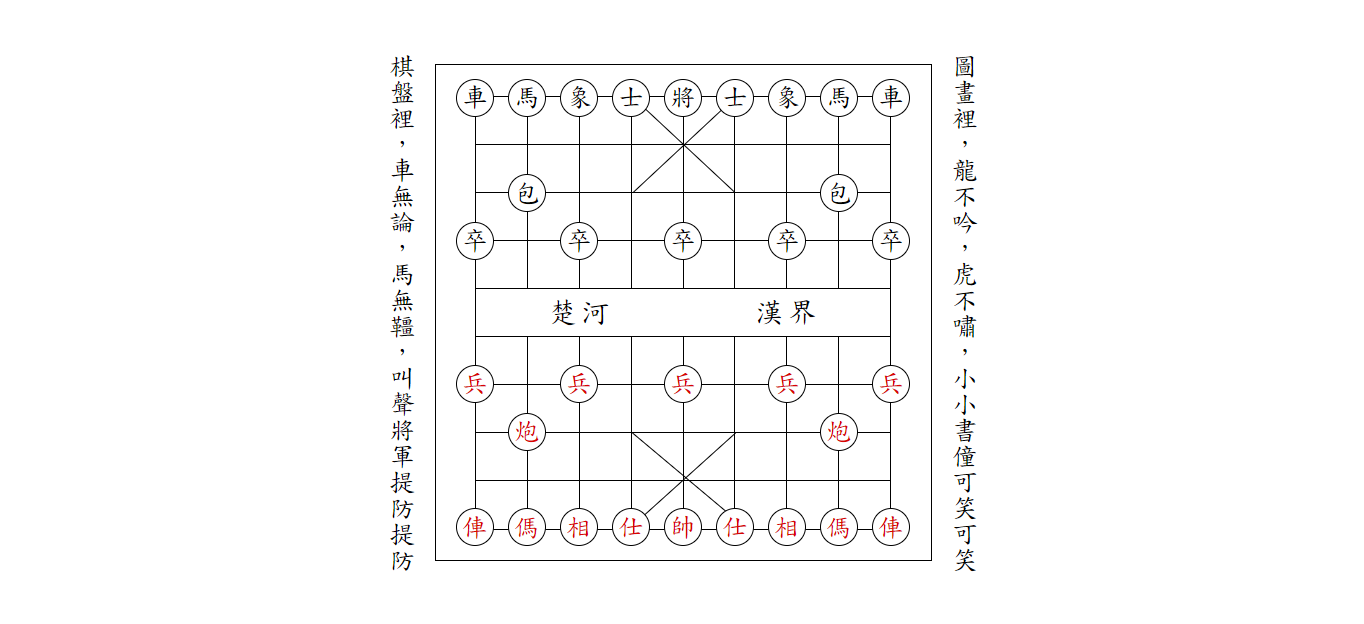 圖畫裡，龍不吟，虎不嘯，小小書僮可笑可笑
棋盤裡，車無論，馬無韁，叫聲將軍提防提防
車馬象士將士象馬車
包包
卒卒卒卒卒
楚河 漢界
兵兵兵兵兵
炮炮
俥傌相仕帥仕相傌俥